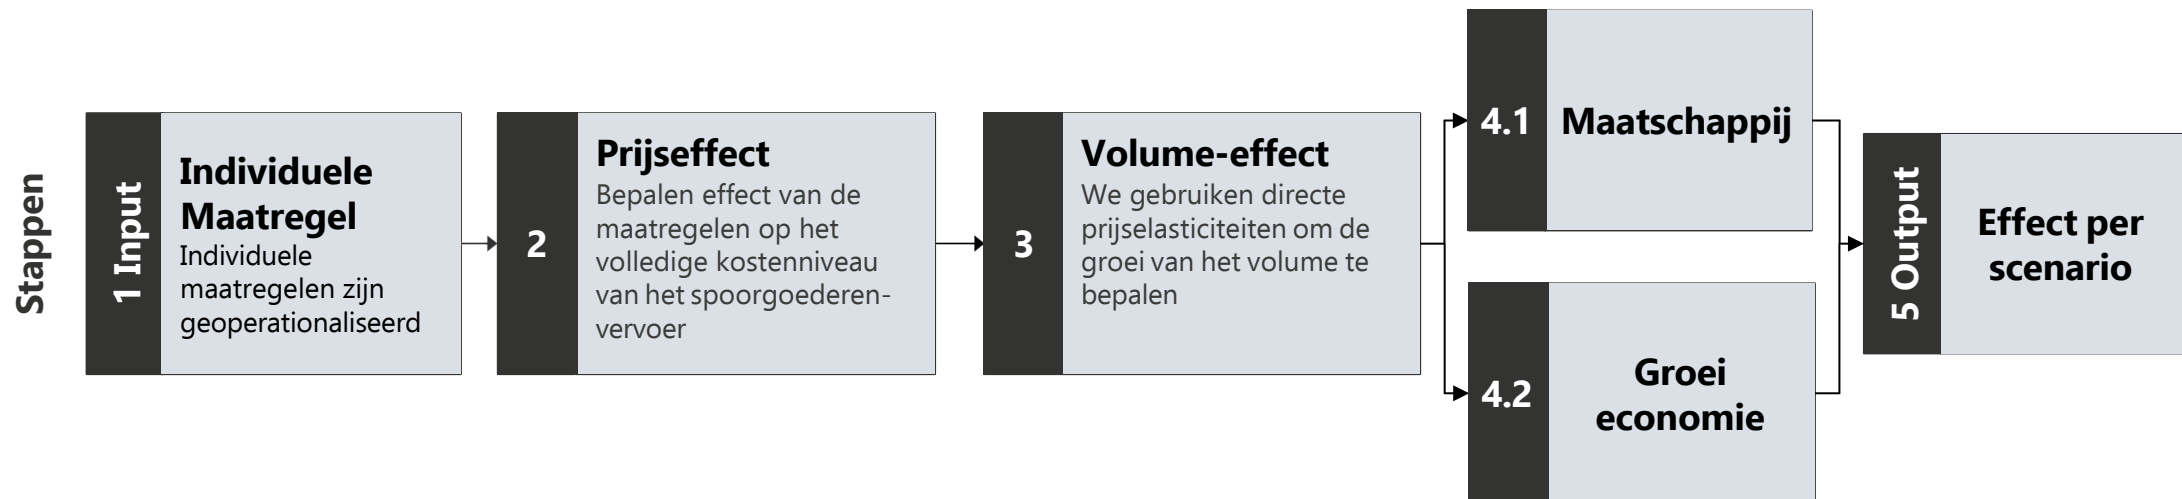 Stappen
1 Input
Individuele
Maatregel
Individuele
maatregelen zijn
geoperationaliseerd
2
Prijseffect
Bepalen effect van de
maatregelen op het
volledige kostenniveau
van het spoorgoederen-
vervoer
3
Volume-effect
We gebruiken directe
prijselasticiteiten om de
groei van het volume te
bepalen
4.1
Maatschappij
4.2
Groei
economie
5 Output
Effect per
scenario